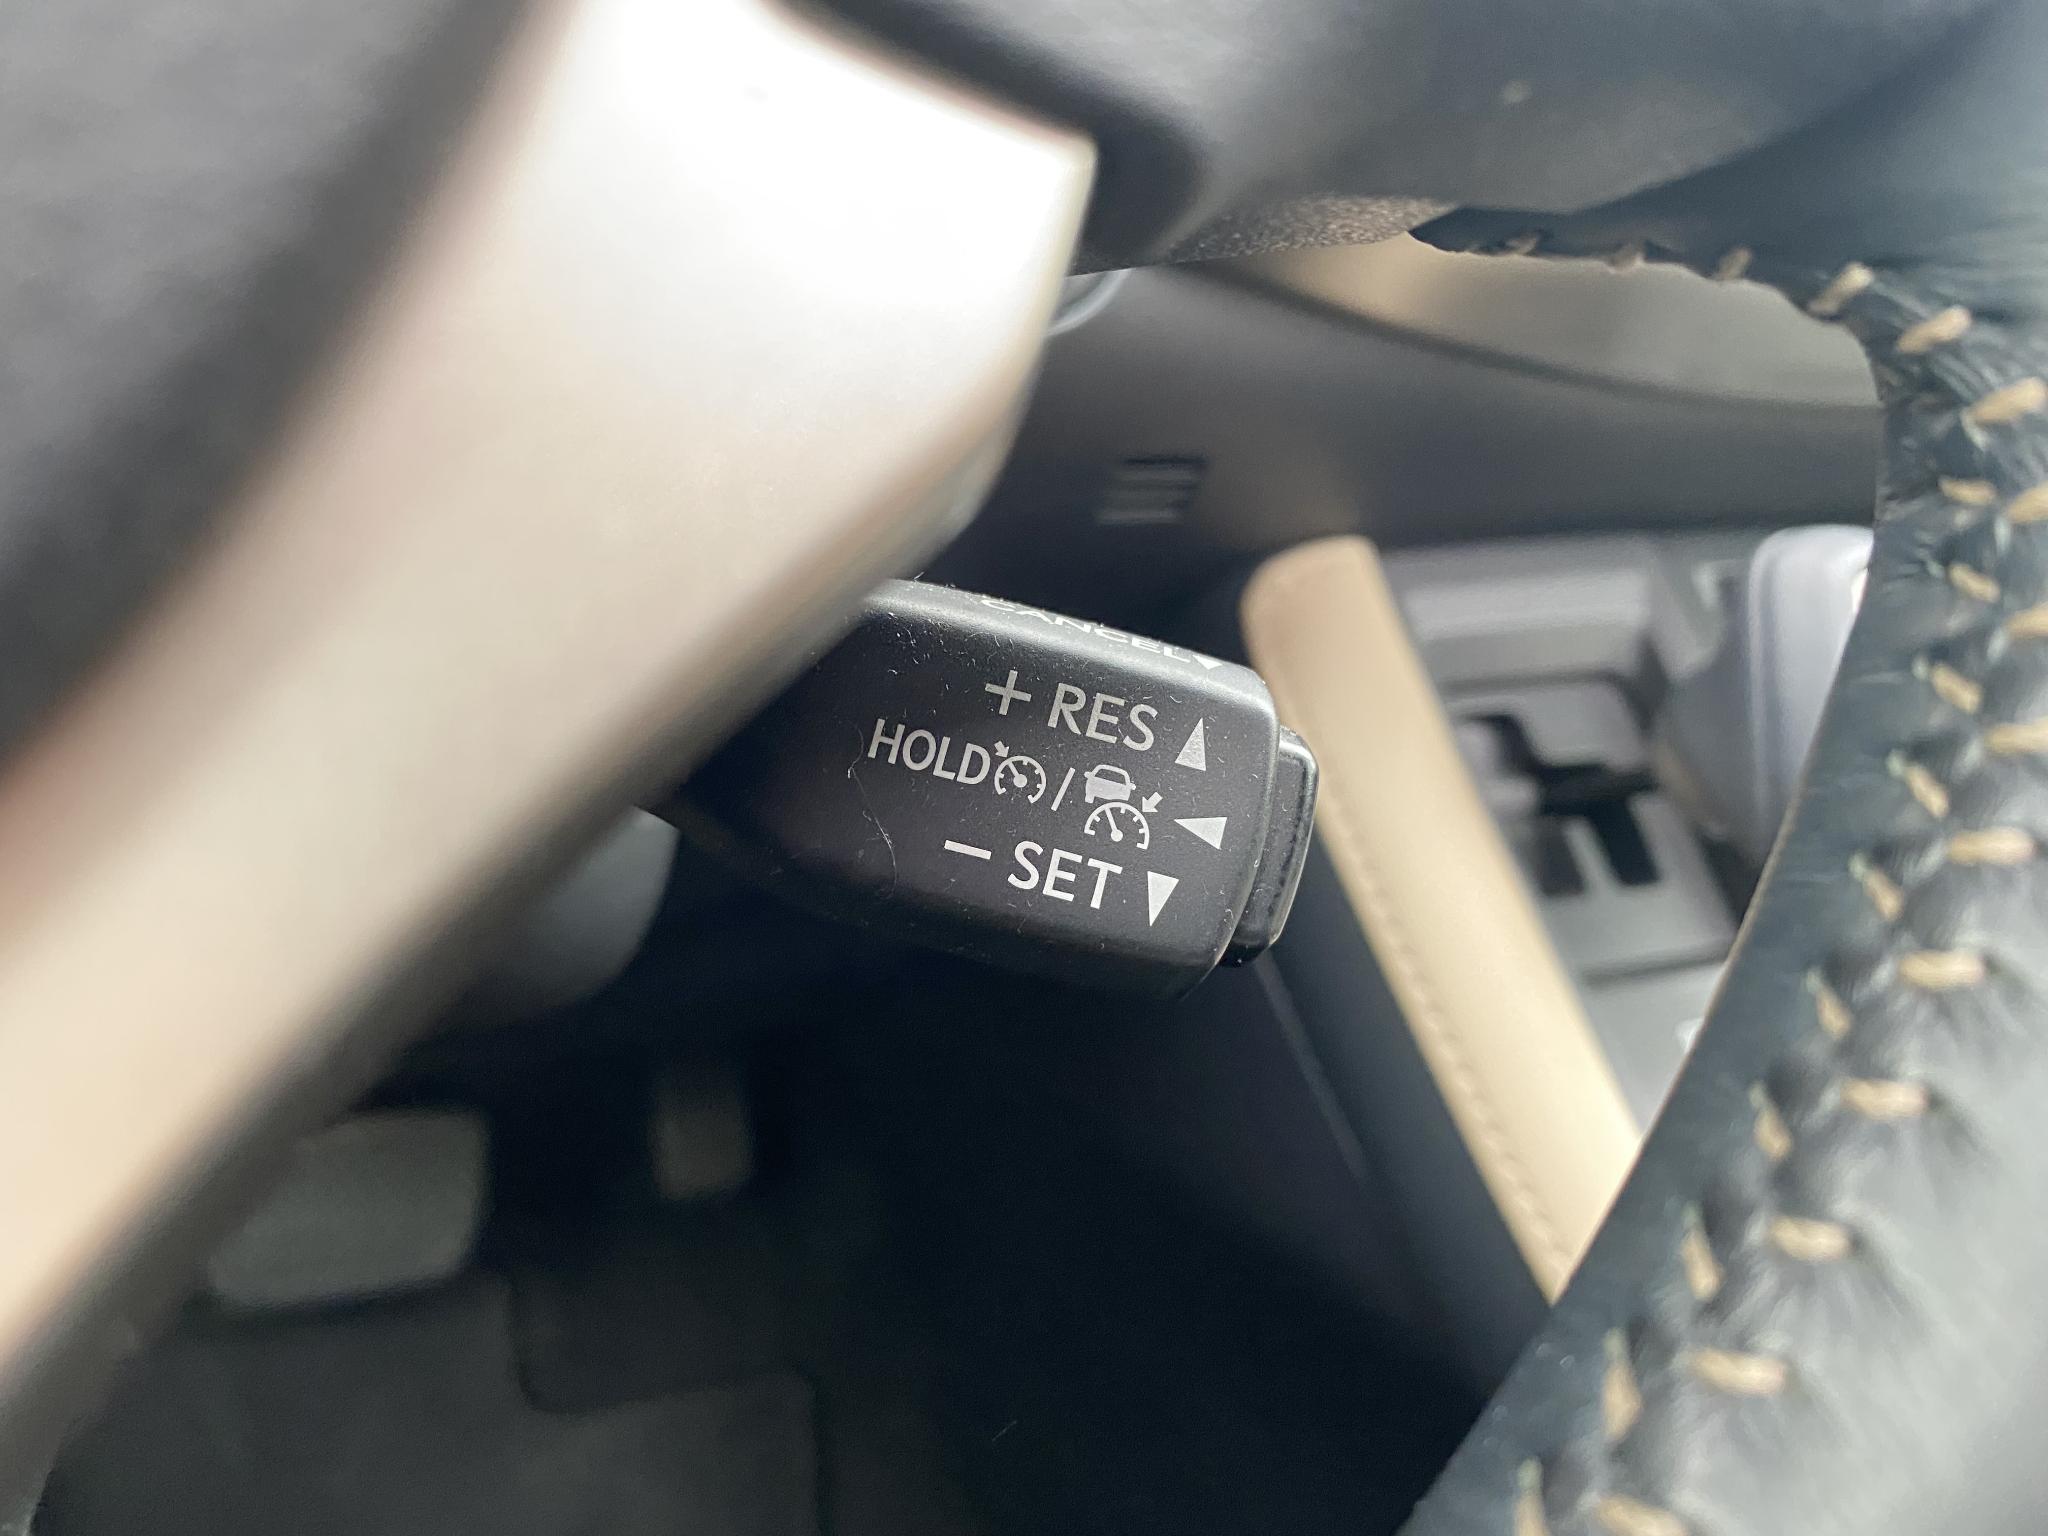 CANCEL▼
+ RES ▲
HOLD / ◀
− SET ▼